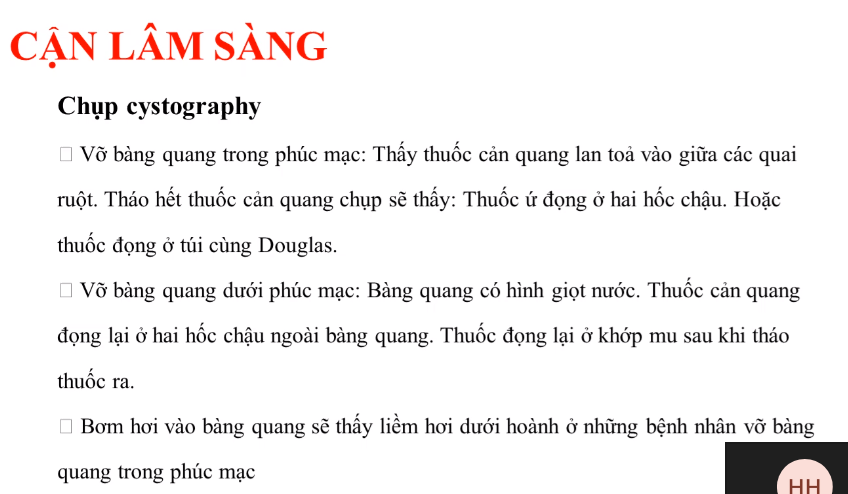 CẬN LÂM SÀNG
Chụp cystography
□ Vỡ bàng quang trong phúc mạc: Thấy thuốc cản quang lan toả vào giữa các quai
ruột. Tháo hết thuốc cản quang chụp sẽ thấy: Thuốc ứ đọng ở hai hốc chậu. Hoặc
thuốc đọng ở túi cùng Douglas.
□ Vỡ bàng quang dưới phúc mạc: Bàng quang có hình giọt nước. Thuốc cản quang
đọng lại ở hai hốc chậu ngoài bàng quang. Thuốc đọng lại ở khớp mu sau khi tháo
thuốc ra.
□ Bơm hơi vào bàng quang sẽ thấy liềm hơi dưới hoành ở những bệnh nhân vỡ bàng
quang trong phúc mạc
HH